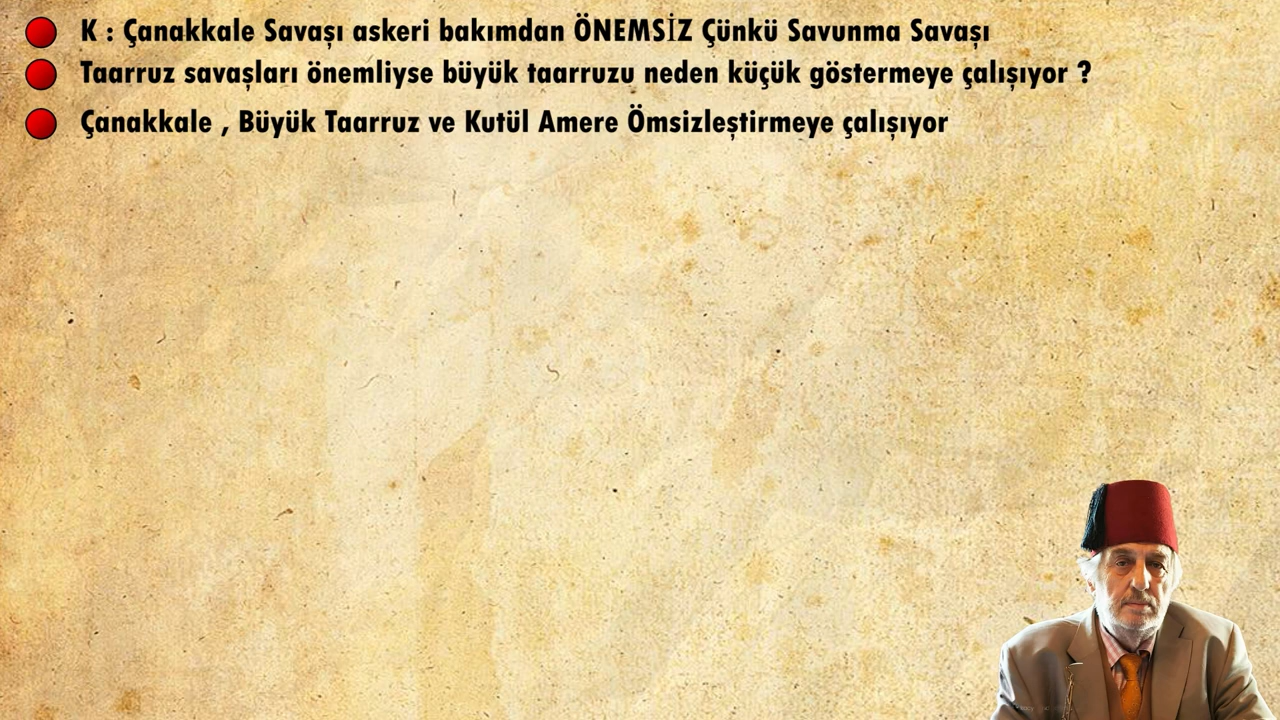 K : Çanakkale Savaşı askeri bakımdan ÖNEMSİZ Çünkü Savunma Savaşı
Taarruz savaşları önemliyse büyük taarruzu neden küçük göstermeye çalışıyor ?
Çanakkale , Büyük Taarruz ve Kutül Amere Ömsizleştirmeye çalışıyor